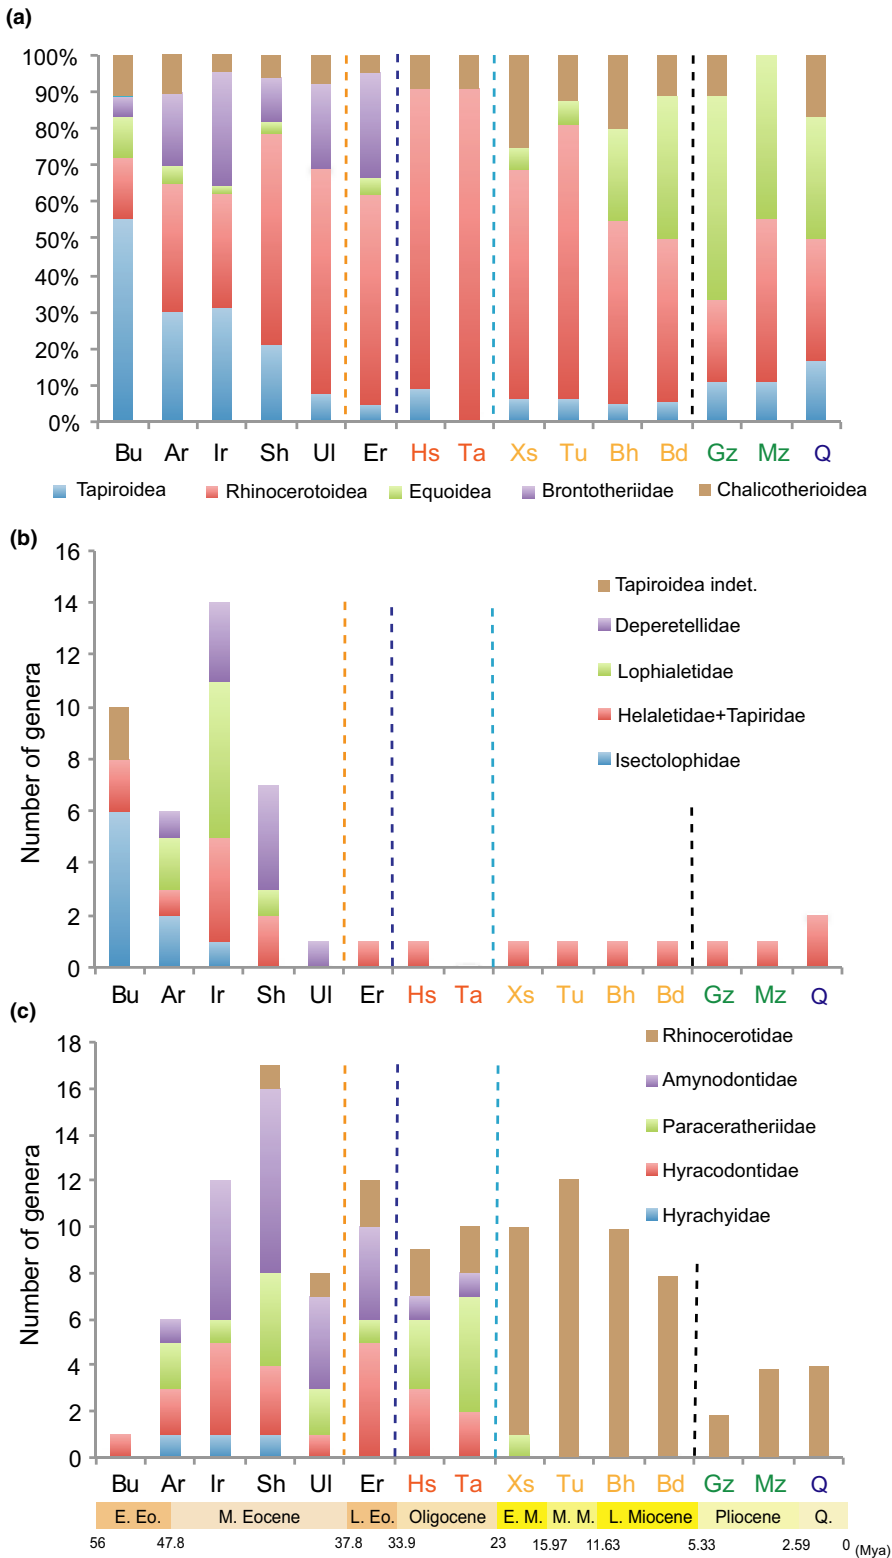 (a)
100%
90%
80%
70%
60%
50%
40%
30%
20%
10%
0%
Bu Ar Ir Sh Ul Er Hs Ta Xs Tu Bh Bd Gz Mz Q
Tapiroidea Rhinocerotoidea Equoidea Brontotheriidae Chalicotherioidea
(b)
Number of genera
16
14
12
10
8
6
4
2
0
Tapiroidea indet.
Deperetellidae
Lophialetidae
Helaletidae+Tapiridae
Isectolophidae
Bu Ar Ir Sh Ul Er Hs Ta Xs Tu Bh Bd Gz Mz Q
(c)
Number of genera
18
16
14
12
10
8
6
4
2
0
Rhinocerotidae
Amynodontidae
Paraceratheriidae
Hyracodontidae
Hyrachyidae
Bu Ar Ir Sh Ul Er Hs Ta Xs Tu Bh Bd Gz Mz Q
E. Eo. M. Eocene L. Eo. Oligocene E. M. M. M. L. Miocene Pliocene Q.
56 47.8 37.8 33.9 23 15.97 11.63 5.33 2.59 0 (Mya)